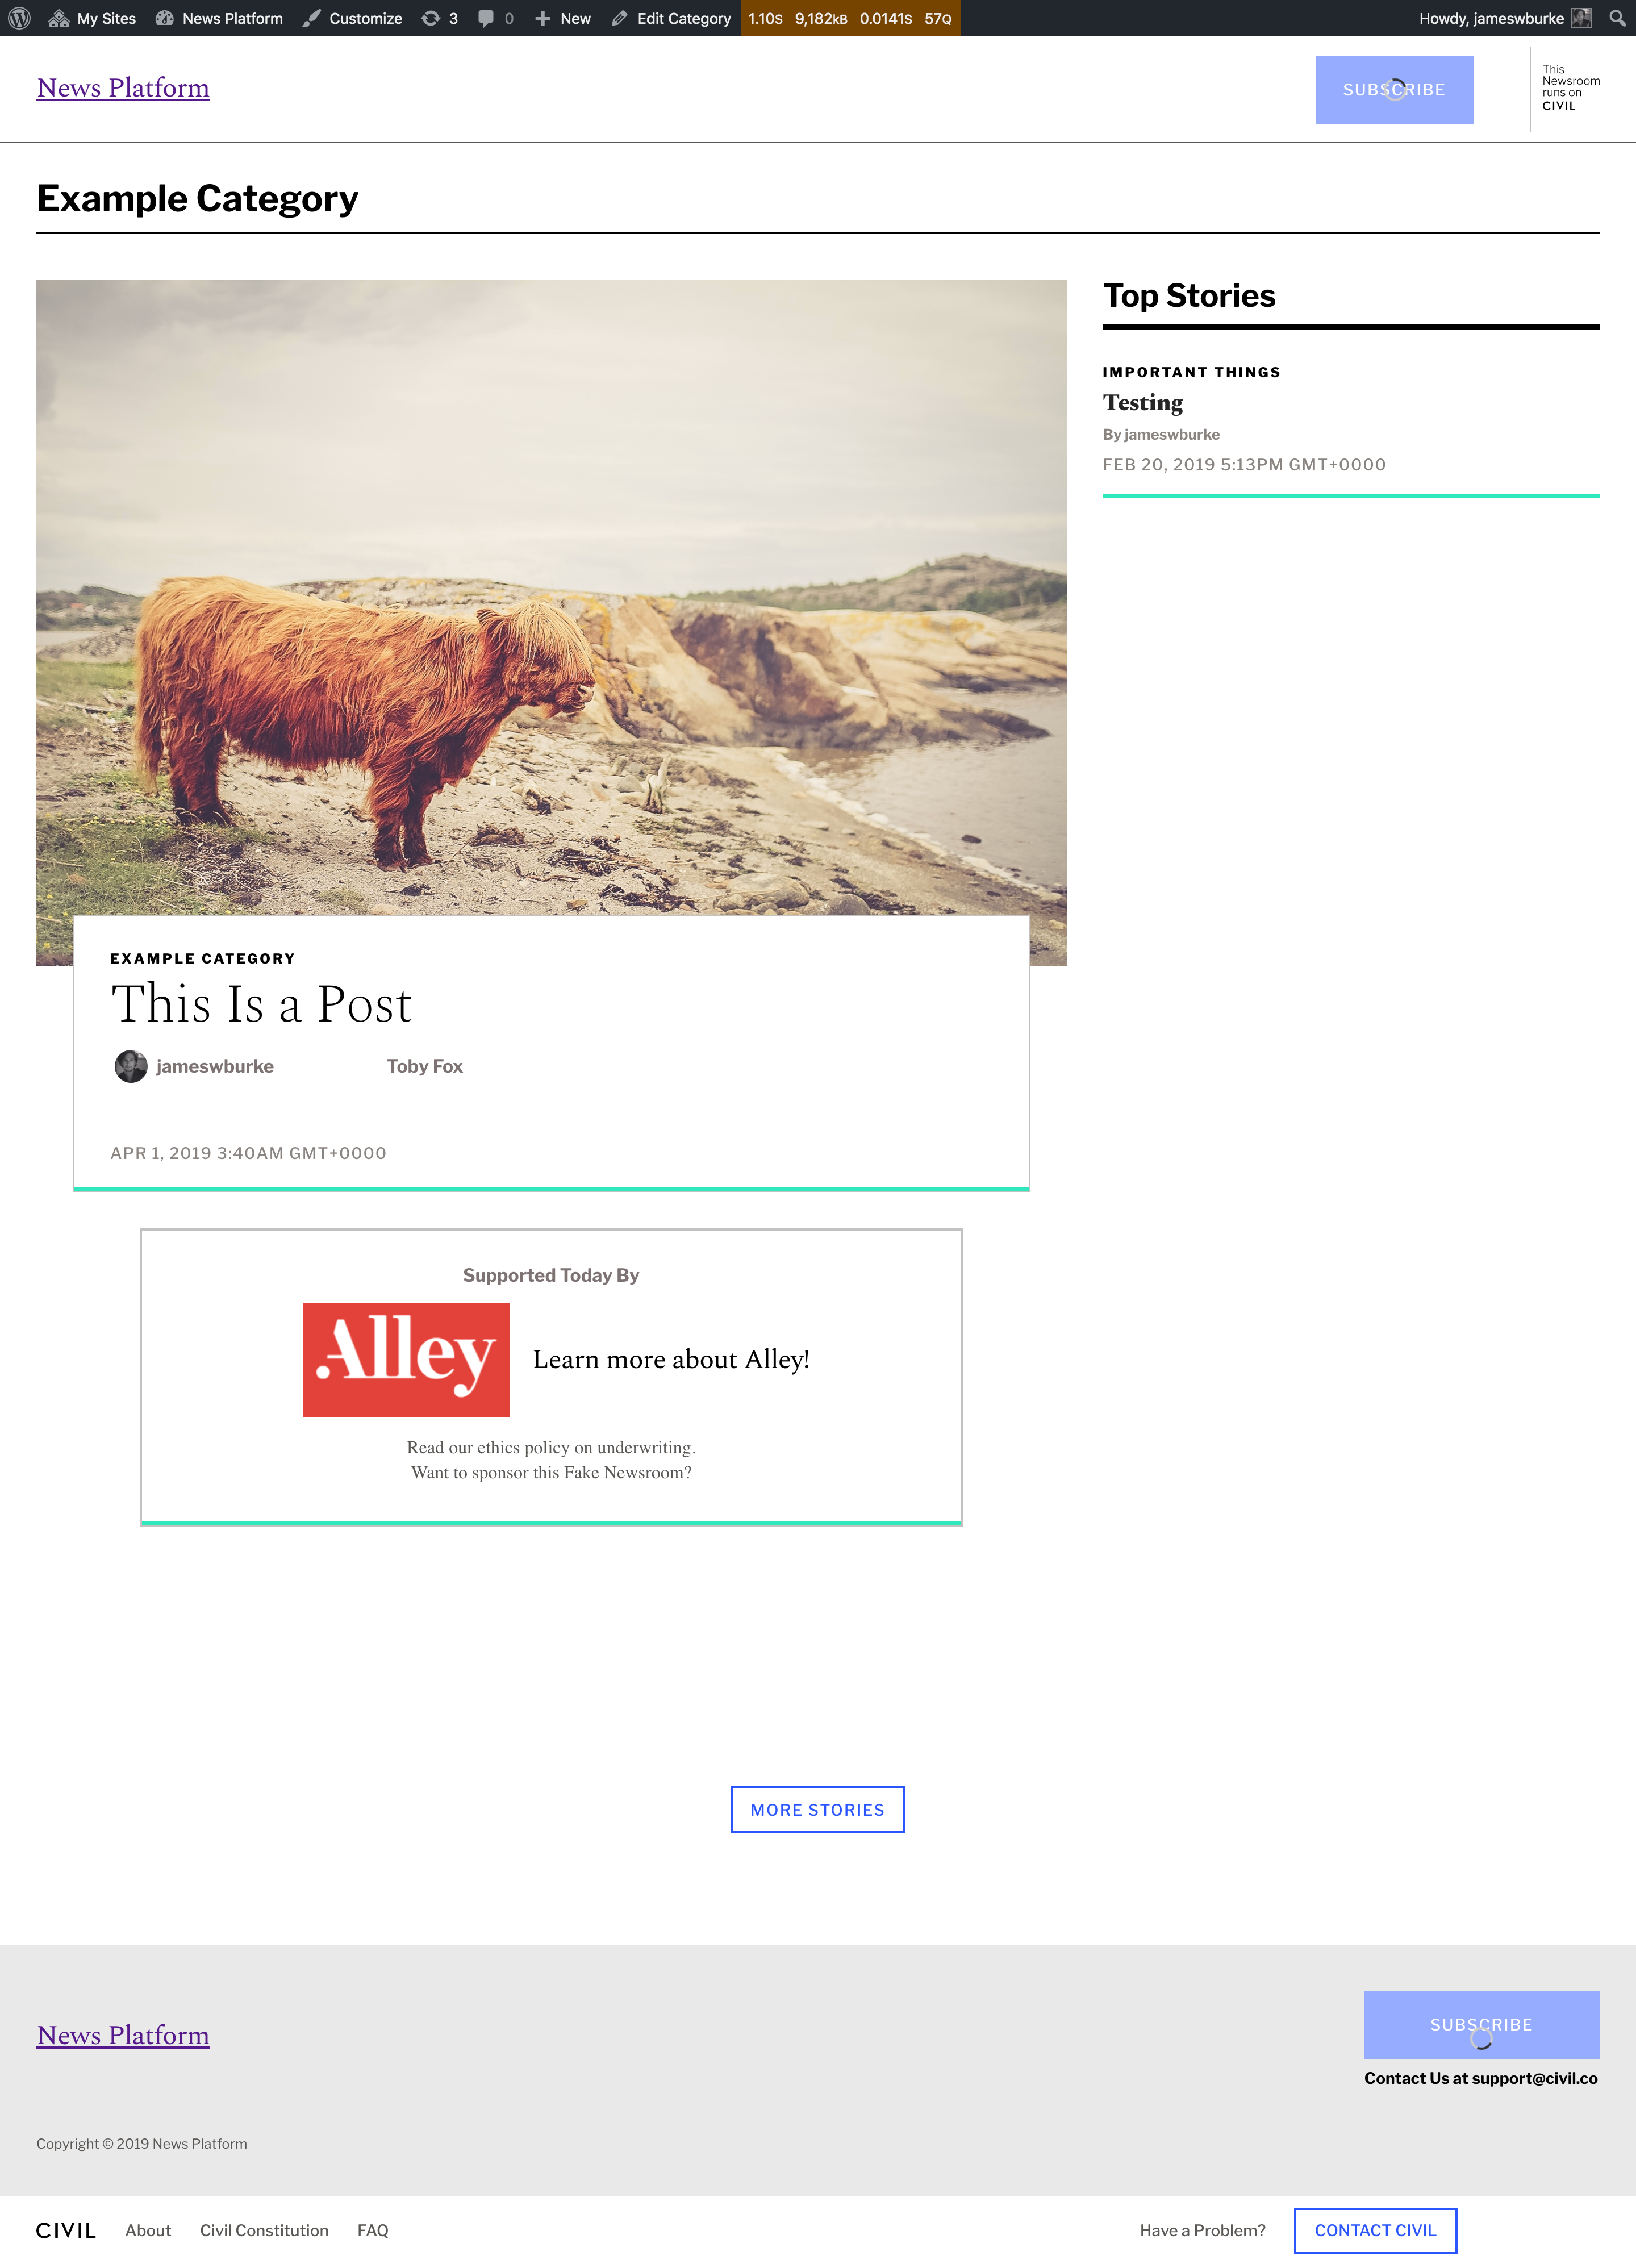 My Sites News Platform Customize 3 0 New Edit Category 1.10S 9,182KB 0.0141S 57Q Howdy, jameswburke
News Platform
SUBSCRIBE
This
Newsroom
runs on
CIVIL
Example Category
Top Stories
IMPORTANT THINGS
Testing
By jameswburke
FEB 20, 2019 5:13PM GMT+0000
EXAMPLE CATEGORY
This Is a Post
jameswburke Toby Fox
APR 1, 2019 3:40AM GMT+0000
Supported Today By
Alley
Learn more about Alley!
Read our ethics policy on underwriting.
Want to sponsor this Fake Newsroom?
MORE STORIES
News Platform
SUBSCRIBE
Contact Us at support@civil.co
Copyright © 2019 News Platform
CIVIL About Civil Constitution FAQ Have a Problem? CONTACT CIVIL